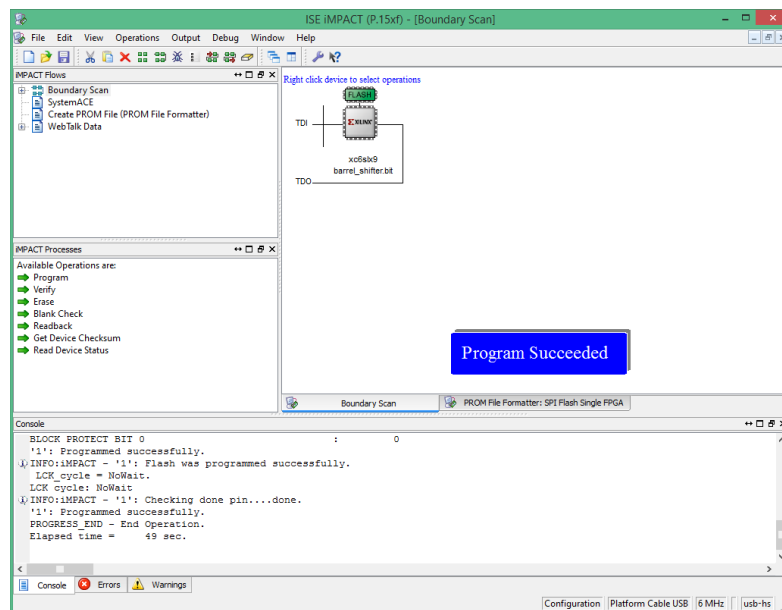 ISE iMPACT (P.15xf) - [Boundary Scan]
File Edit View Operations Output Debug Window Help
iMPACT Flows
Boundary Scan
SystemACE
Create PROM File (PROM File Formatter)
WebTalk Data
Right click device to select operations
FLASH
TDI
XILINX
xc6slx9
barrel_shifter.bit
TDO
iMPACT Processes
Available Operations are:
Program
Verify
Erase
Blank Check
Readback
Get Device Checksum
Read Device Status
Program Succeeded
Boundary Scan
PROM File Formatter: SPI Flash Single FPGA
Console
BLOCK PROTECT BIT 0 : 0
'1': Programmed successfully.
INFO:iMPACT - '1': Flash was programmed successfully.
LCK_cycle = NoWait.
LCK cycle: NoWait
INFO:iMPACT - '1': Checking done pin....done.
'1': Programmed successfully.
PROGRESS_END - End Operation.
Elapsed time = 49 sec.
Console Errors Warnings
Configuration Platform Cable USB 6 MHz usb-hs